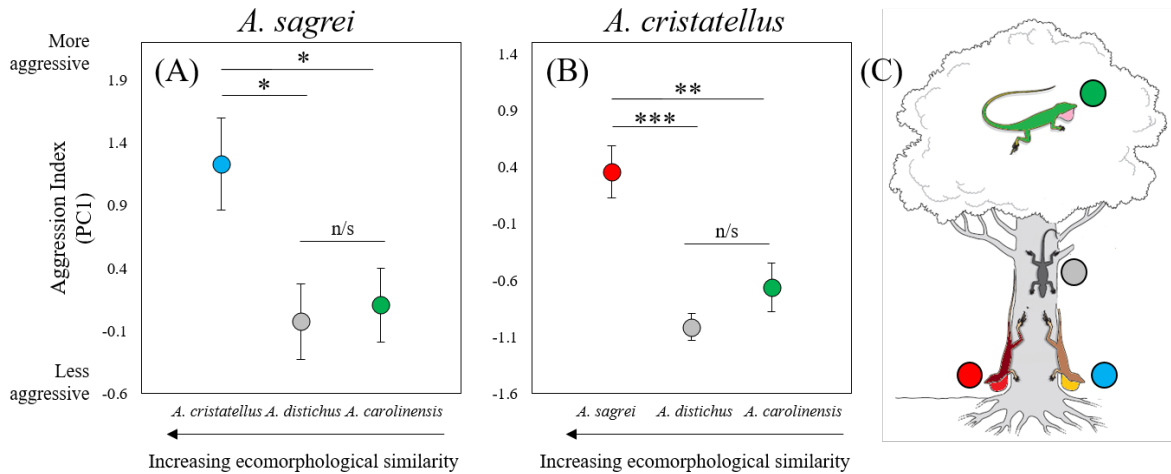 A. sagrei
A. cristatellus
More
aggressive
Aggression Index
(PC1)
Less
aggressive
(A)
1.9
1.4
0.9
0.4
-0.1
-0.6
*
*
n/s
A. cristatellus A. distichus A. carolinensis
Increasing ecomorphological similarity
(B)
1.4
0.9
0.4
-0.1
-0.6
-1.1
-1.6
**
***
n/s
A. sagrei A. distichus A. carolinensis
Increasing ecomorphological similarity
(C)